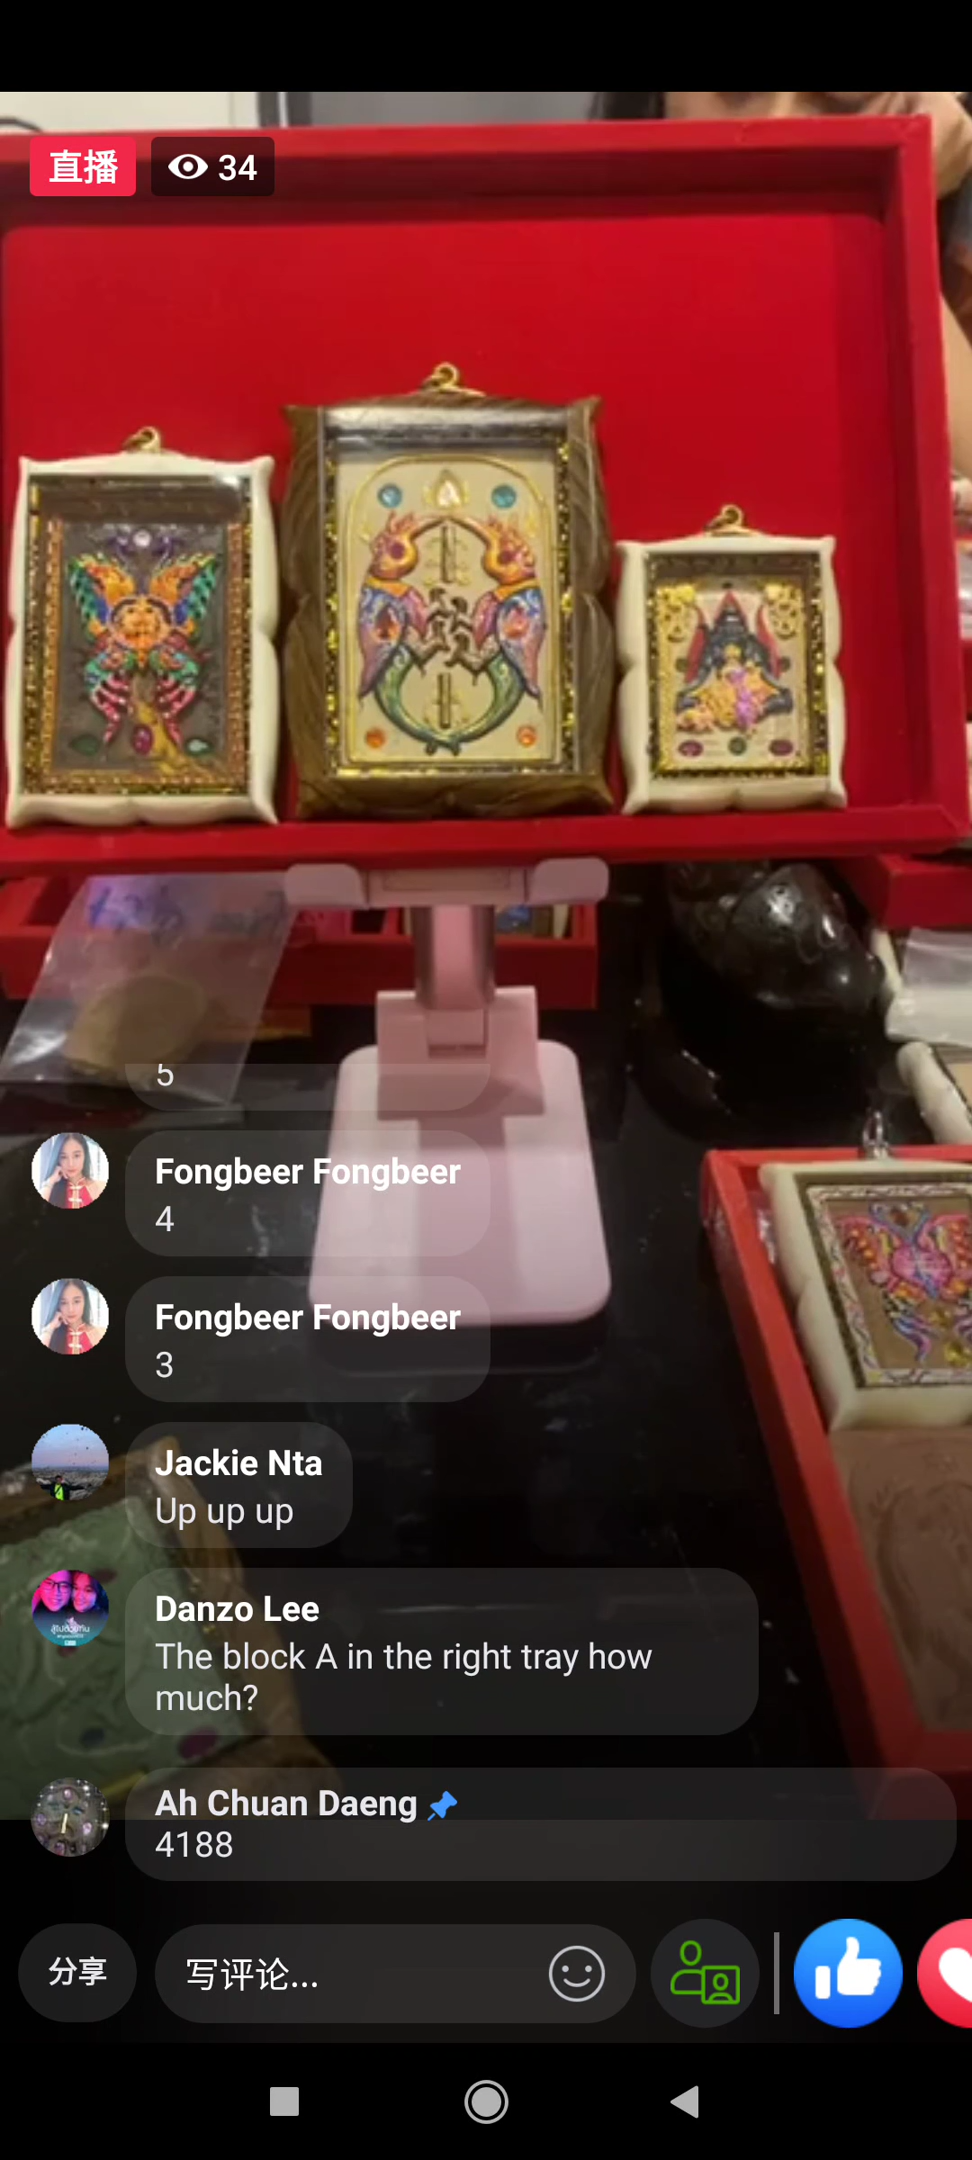 直播
34
5
Fongbeer Fongbeer
4
Fongbeer Fongbeer
3
Jackie Nta
Up up up
Danzo Lee
The block A in the right tray how
much?
Ah Chuan Daeng
4188
分享
写评论...